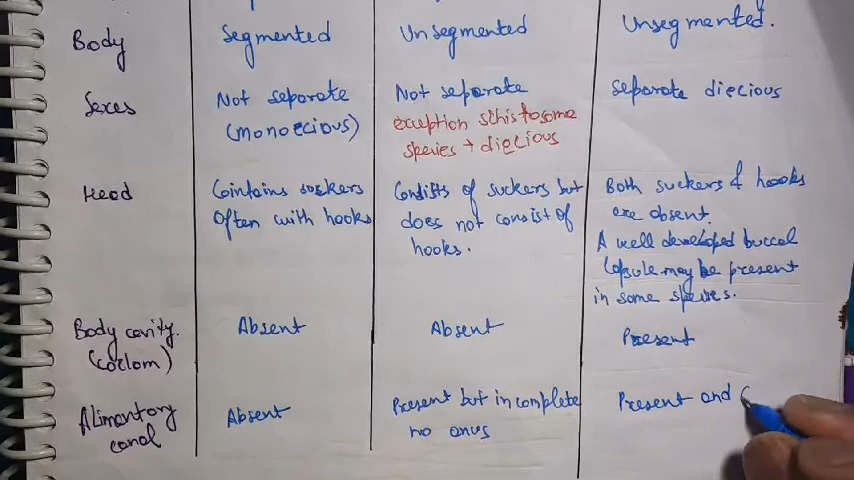 Body
Segmented
Unsegmented
Unsegmented.
Sexes
Not separate
(monoecious)
Not separate
exception schistosome
species → diecious
separate diecious
Head
Contains suckers
Often with hooks
Consists of suckers but
does not consist of
hooks.
Both suckers & hooks
are absent.
A well developed buccal
Capsule may be present
in some species.
Body cavity.
(coelom)
Absent
Absent
Present
Alimentary
canal
Absent
Present but incomplete
no anus
Present and